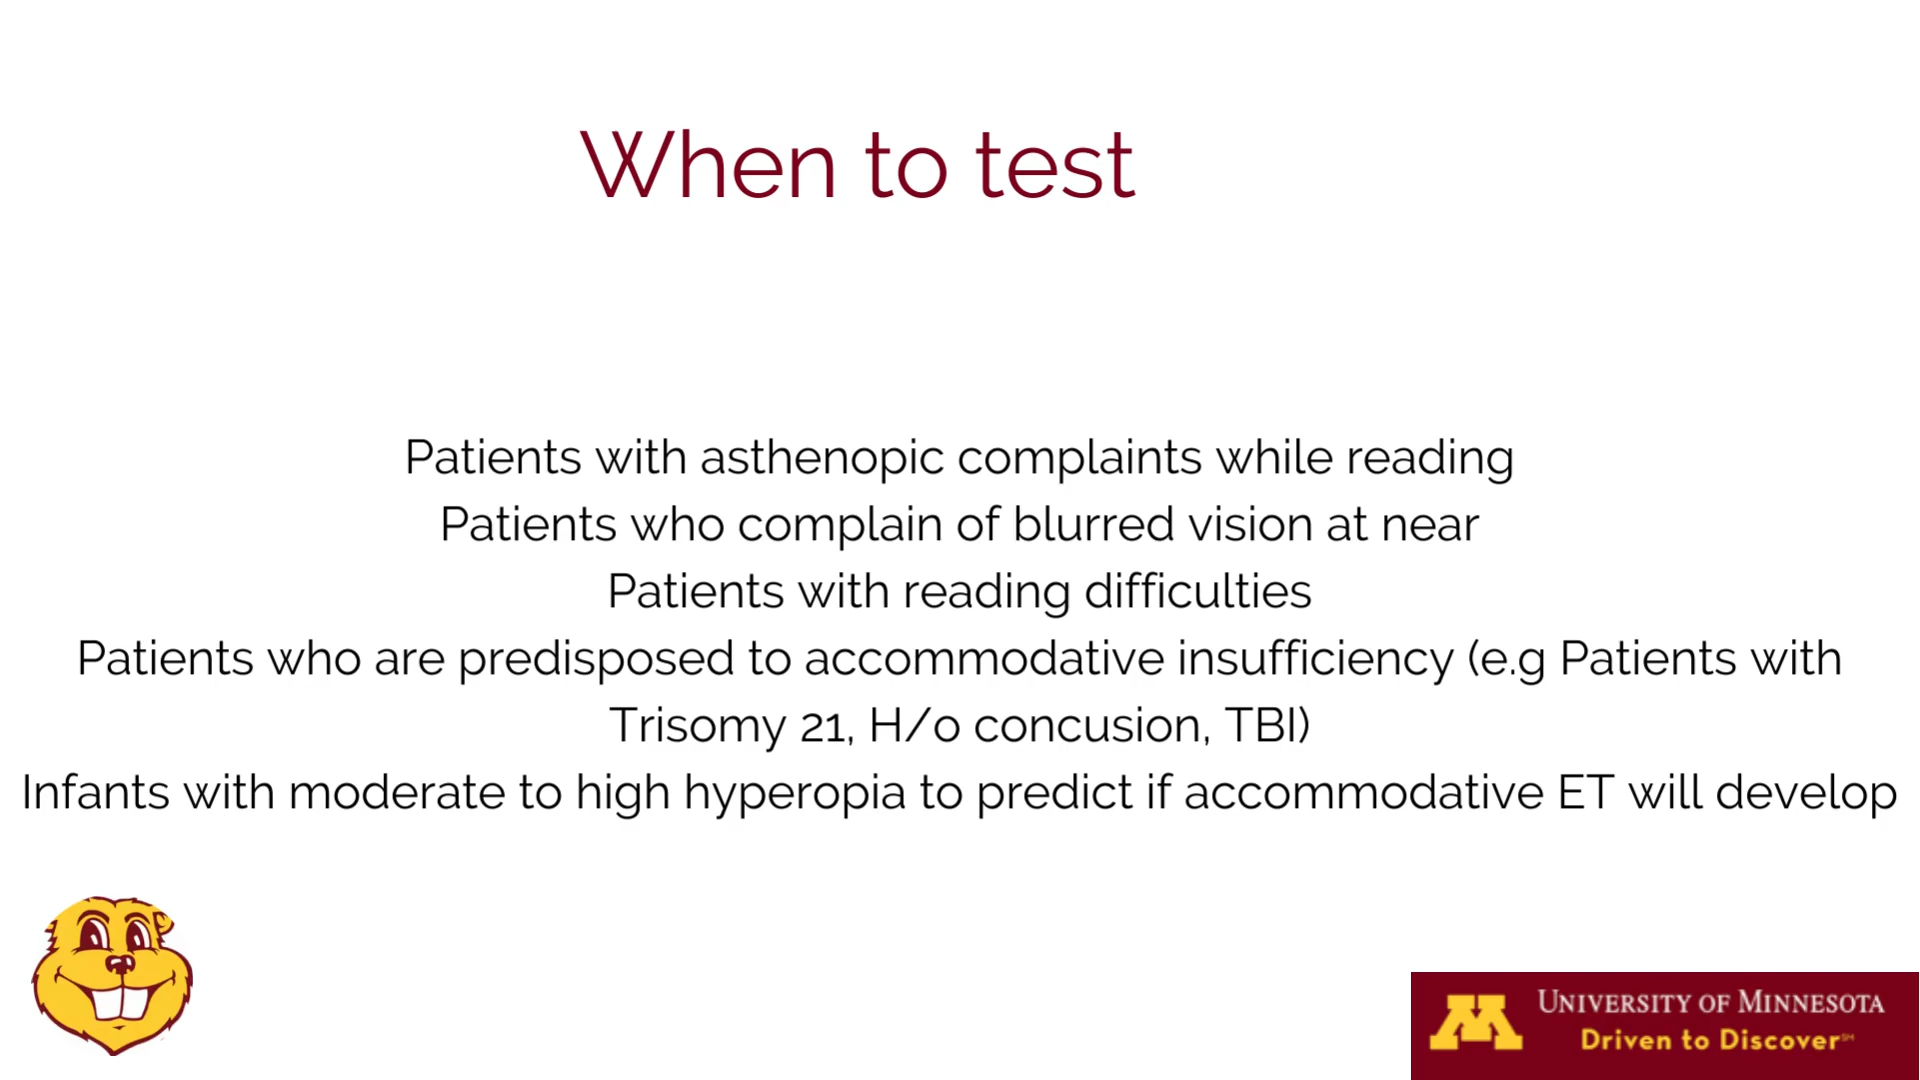 When to test
Patients with asthenopic complaints while reading
Patients who complain of blurred vision at near
Patients with reading difficulties
Patients who are predisposed to accommodative insufficiency (e.g Patients with
Trisomy 21, H/o concusion, TBI)
Infants with moderate to high hyperopia to predict if accommodative ET will develop
M
UNIVERSITY OF MINNESOTA
Driven to Discover℠